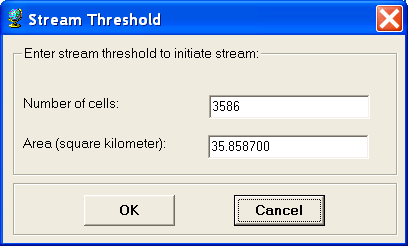 Stream Threshold
Enter stream threshold to initiate stream:
Number of cells:
3586
Area (square kilometer):
35.858700
OK
Cancel